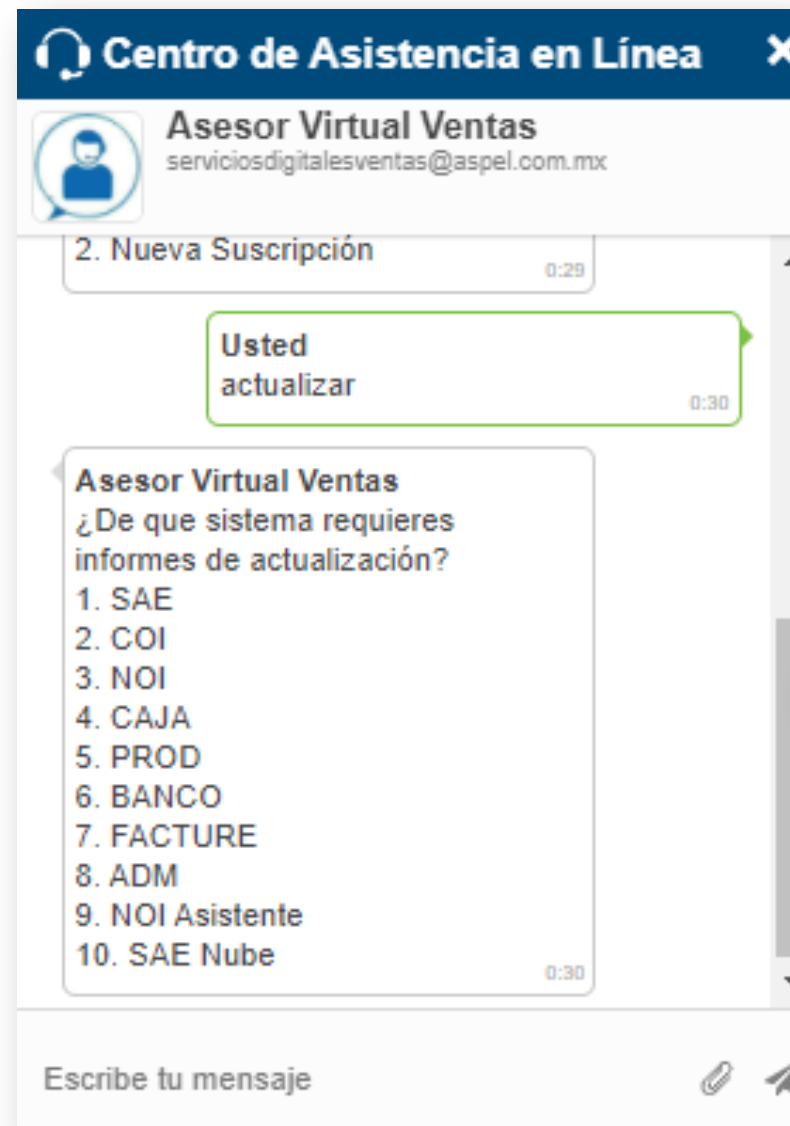 Centro de Asistencia en Línea
Asesor Virtual Ventas
serviciosdigitalesventas@aspel.com.mx
2. Nueva Suscripción
0:29
Usted
actualizar
0:30
Asesor Virtual Ventas
¿De que sistema requieres
informes de actualización?
1. SAE
2. COI
3. NOI
4. CAJA
5. PROD
6. BANCO
7. FACTURE
8. ADM
9. NOI Asistente
10. SAE Nube
0:30
Escribe tu mensaje